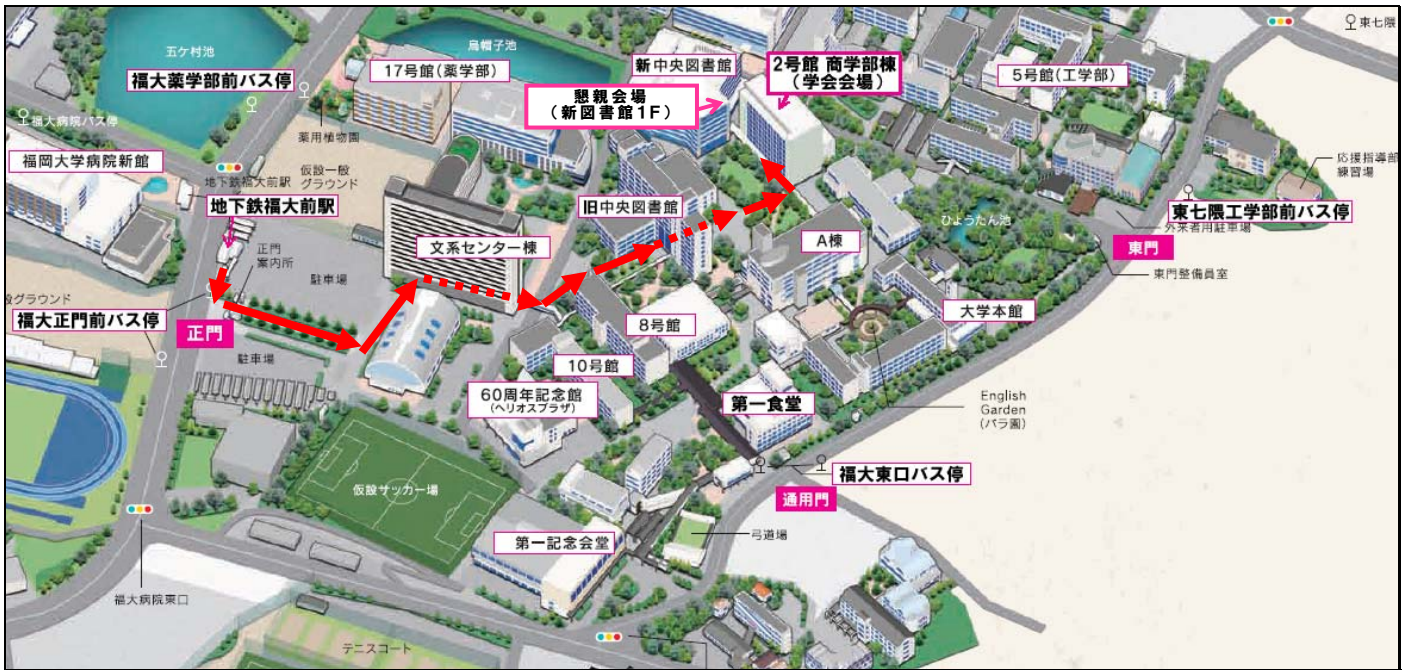 五ケ村池
烏帽子池
東七隈
福大薬学部前バス停
17号館(薬学部)
新中央図書館
2号館 商学部棟
(学会会場)
5号館(工学部)
懇親会場
(新図書館1F)
福大病院バス停
薬用植物園
福岡大学病院新館
地下鉄福大前駅
仮設一般
グラウンド
応援指導部
練習場
地下鉄福大前駅
旧中央図書館
ひょうたん池
東七隈工学部前バス停
外来者用駐車場
文系センター棟
A棟
東門
正門
案内所
駐車場
東門整備員室
グラウンド
福大正門前バス停
大学本館
正門
8号館
駐車場
10号館
60周年記念館
(ヘリオスプラザ)
第一食堂
English
Garden
(バラ園)
仮設サッカー場
福大東口バス停
通用門
第一記念会堂
弓道場
福大病院東口
テニスコート